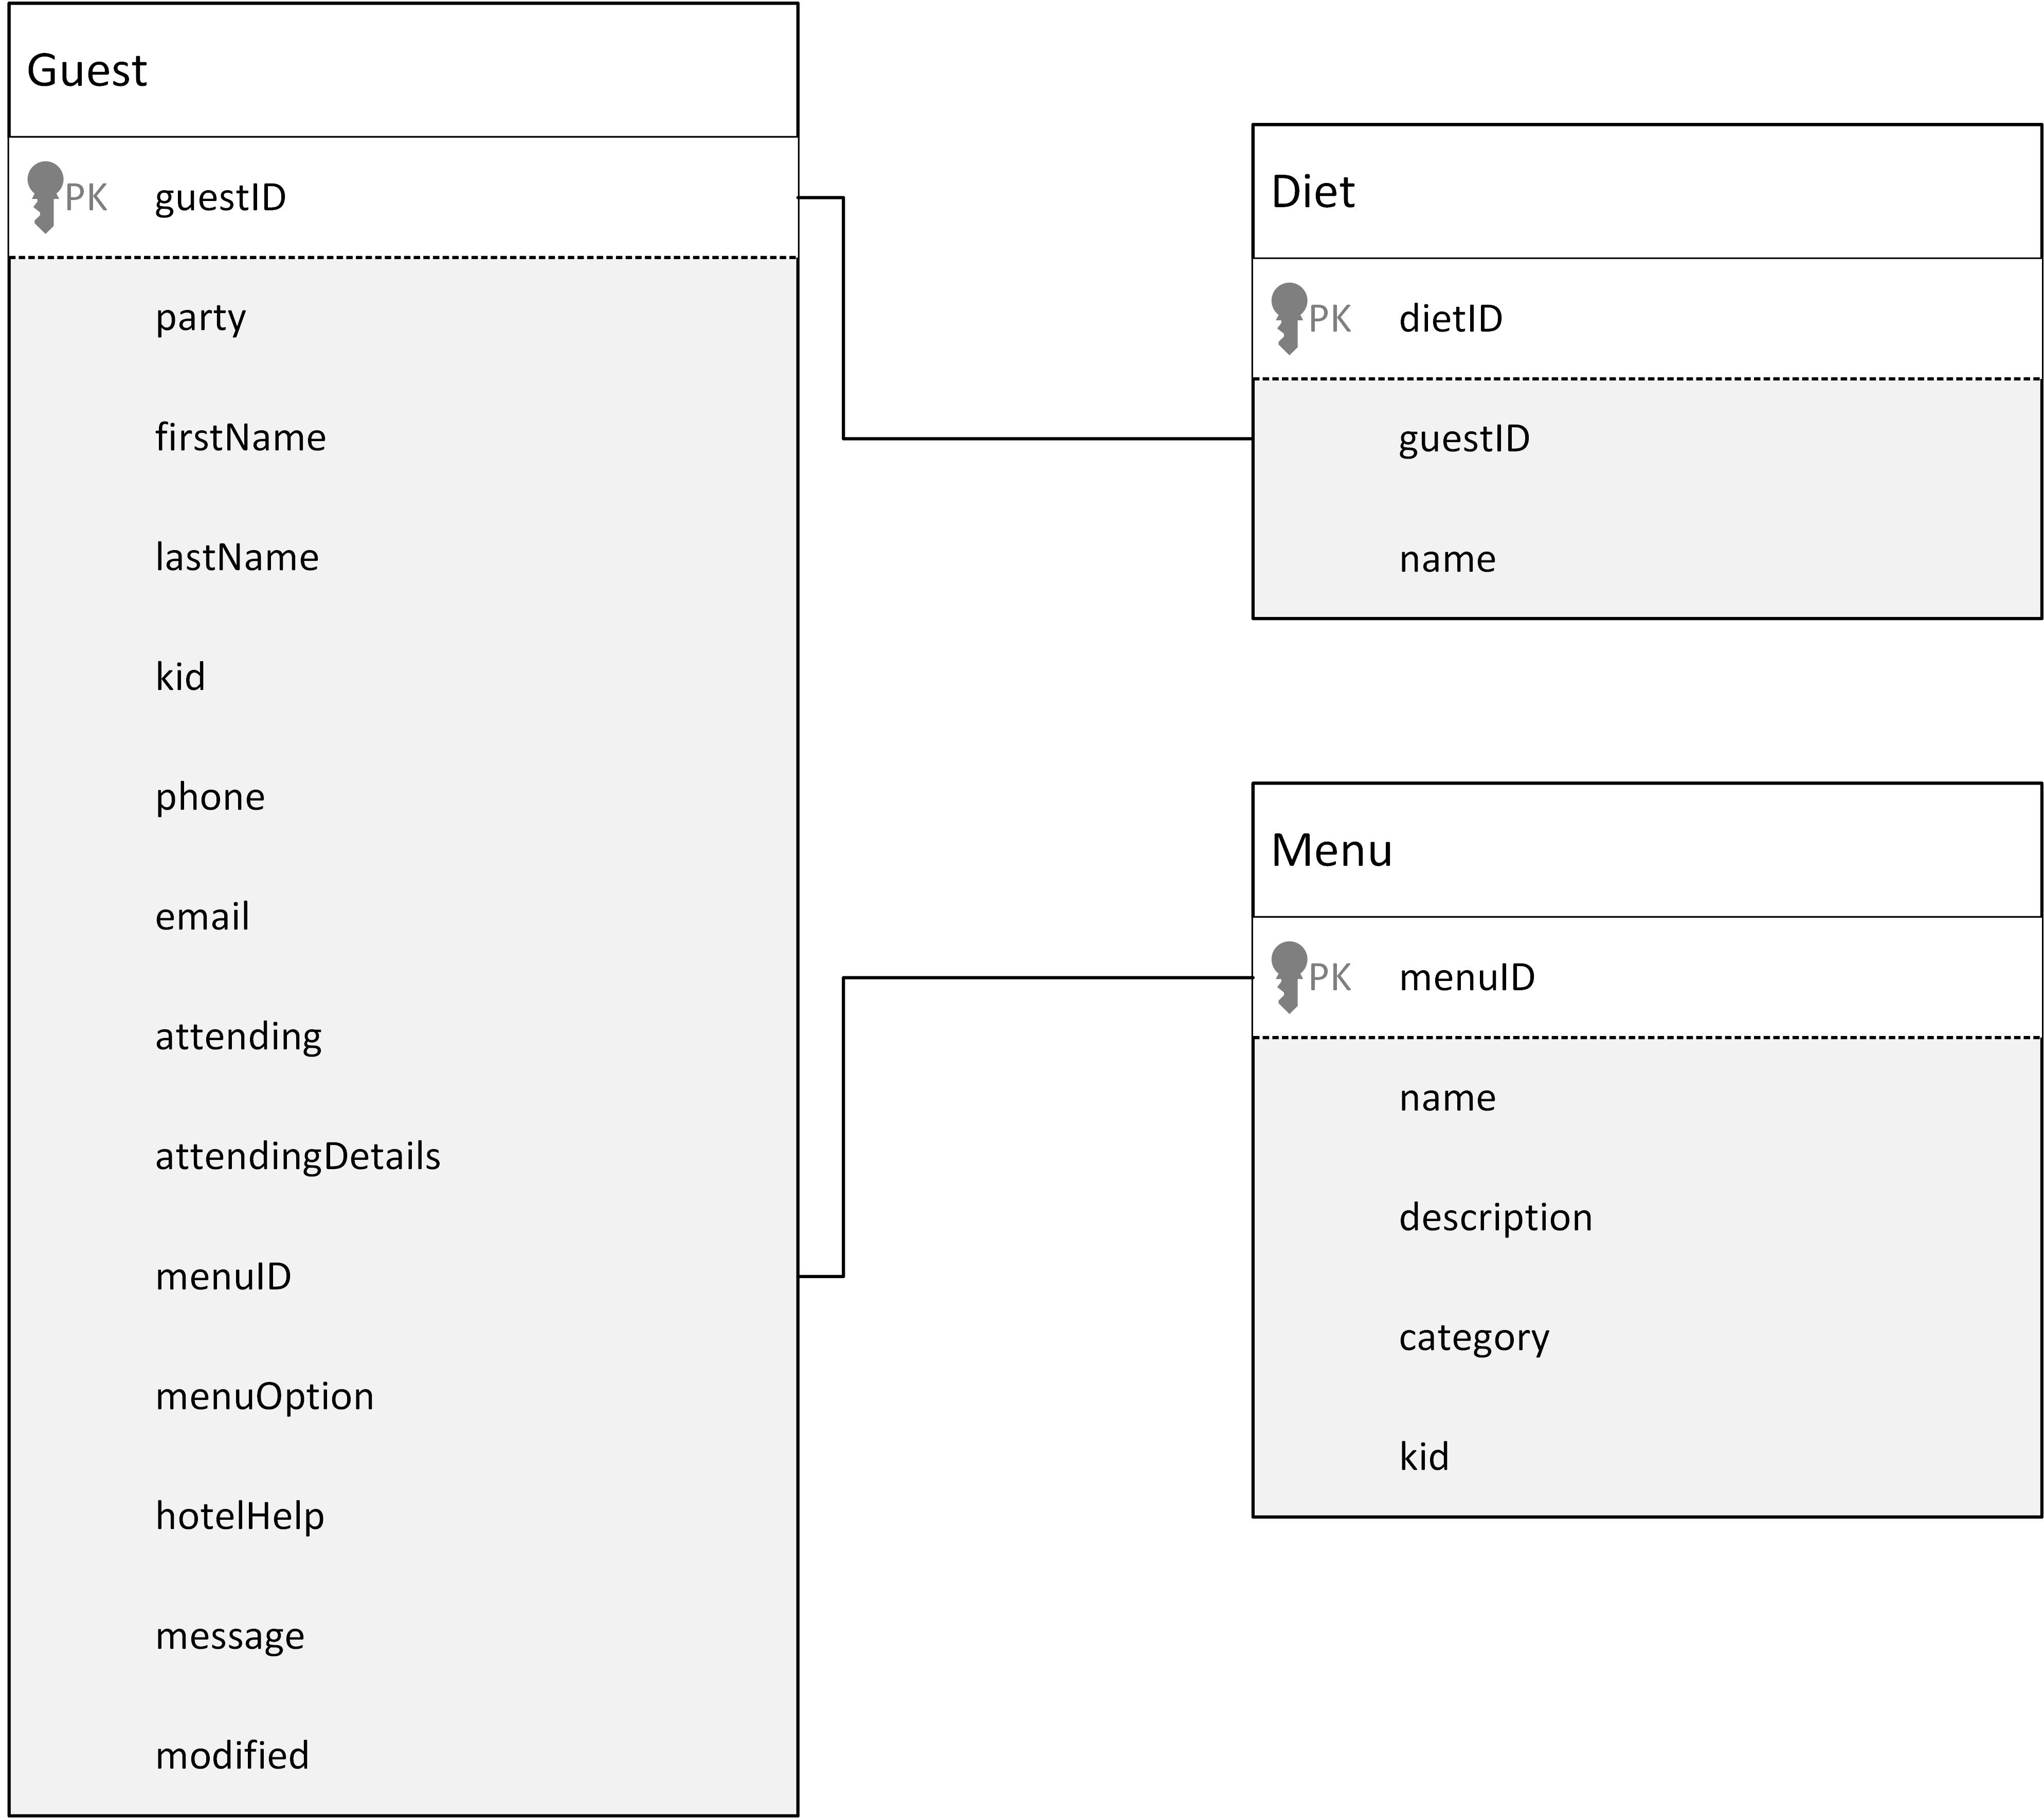 Guest
PK guestID
party
firstName
lastName
kid
phone
email
attending
attendingDetails
menuID
menuOption
hotelHelp
message
modified
Diet
PK dietID
guestID
name
Menu
PK menuID
name
description
category
kid